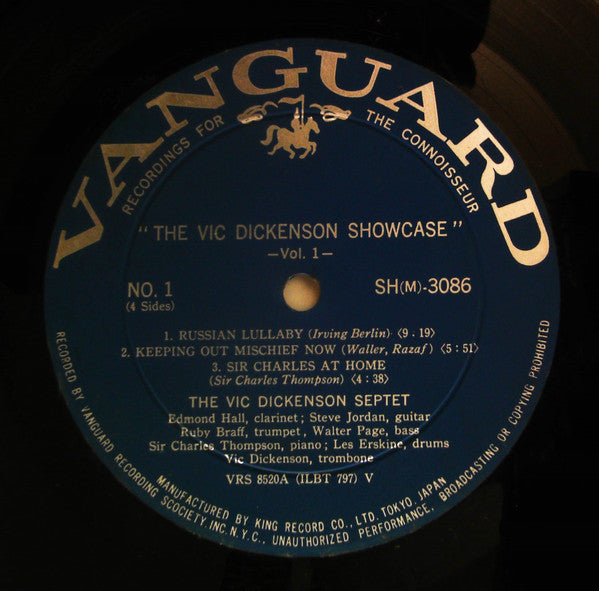 VANGUARD
RECORDINGS FOR THE CONNOISSEUR
"THE VIC DICKENSON SHOWCASE"
—Vol. 1—
NO. 1
(4 Sides)
SH(M)-3086
1. RUSSIAN LULLABY (Irving Berlin) ⟨9 : 19⟩
2. KEEPING OUT MISCHIEF NOW (Waller, Razaf) ⟨5 : 51⟩
3. SIR CHARLES AT HOME
(Sir Charles Thompson) ⟨4 : 38⟩
THE VIC DICKENSON SEPTET
Edmond Hall, clarinet ; Steve Jordan, guitar
Ruby Braff, trumpet , Walter Page, bass
Sir Charles Thompson, piano ; Les Erskine, drums
Vic Dickenson, trombone
VRS 8520A (ILBT 797) V
MANUFACTURED BY KING RECORD CO., LTD. TOKYO. JAPAN
RECORDED BY VANGUARD RECORDING SCOCIETY. INC. N.Y.C., UNAUTHORIZED PERFORMANCE, BROADCASTING OR COPYING PROHIBITED